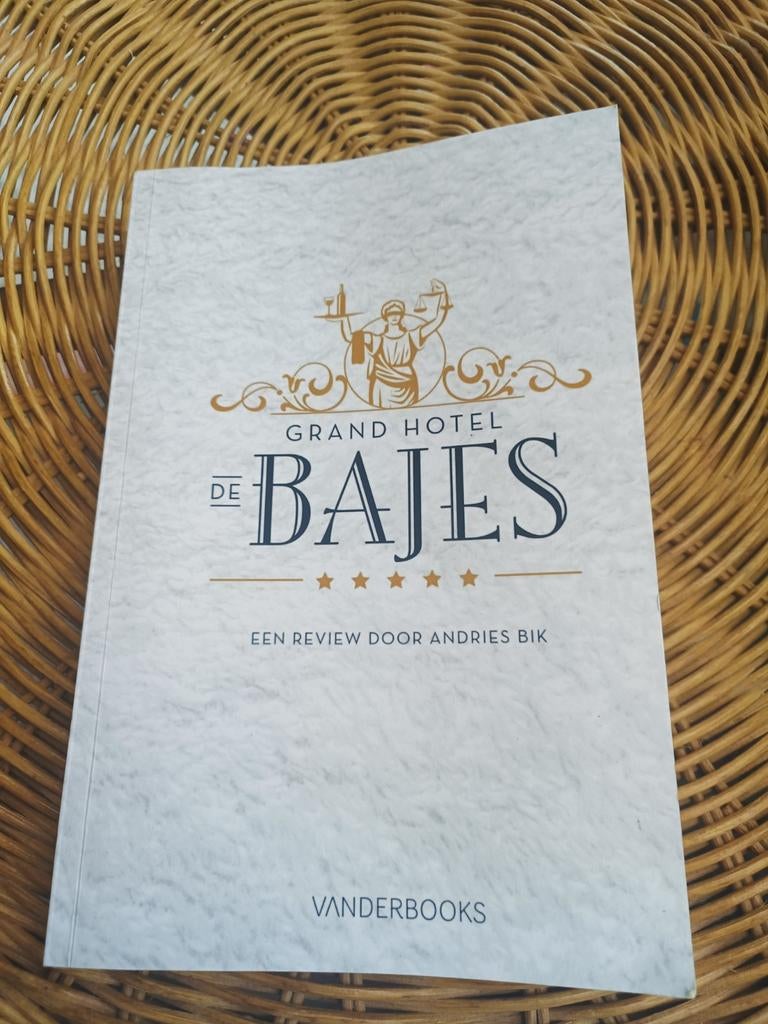 GRAND HOTEL
DE BAJES
EEN REVIEW DOOR ANDRIES BIK
VANDERBOOKS